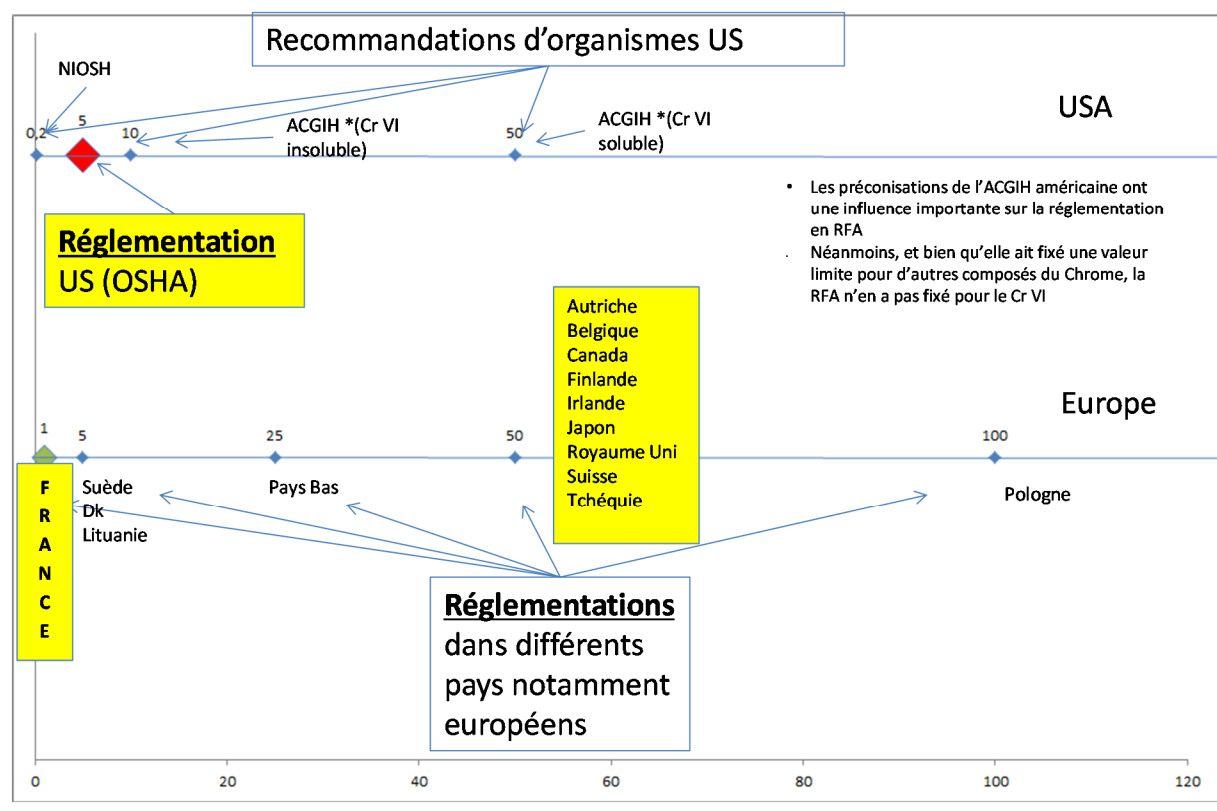 Recommandations d'organismes US
NIOSH
USA
0,2
5
10
ACGIH *(Cr VI
insoluble)
50
ACGIH *(Cr VI
soluble)
• Les préconisations de l'ACGIH américaine ont
une influence importante sur la réglementation
en RFA
. Néanmoins, et bien qu'elle ait fixé une valeur
limite pour d'autres composés du Chrome, la
RFA n'en a pas fixé pour le Cr VI
Réglementation
US (OSHA)
Autriche
Belgique
Canada
Finlande
Irlande
Japon
Royaume Uni
Suisse
Tchéquie
Europe
1
5
25
50
100
F
R
A
N
C
E
Suède
Dk
Lituanie
Pays Bas
Pologne
Réglementations
dans différents
pays notamment
européens
0
20
40
60
80
100
120